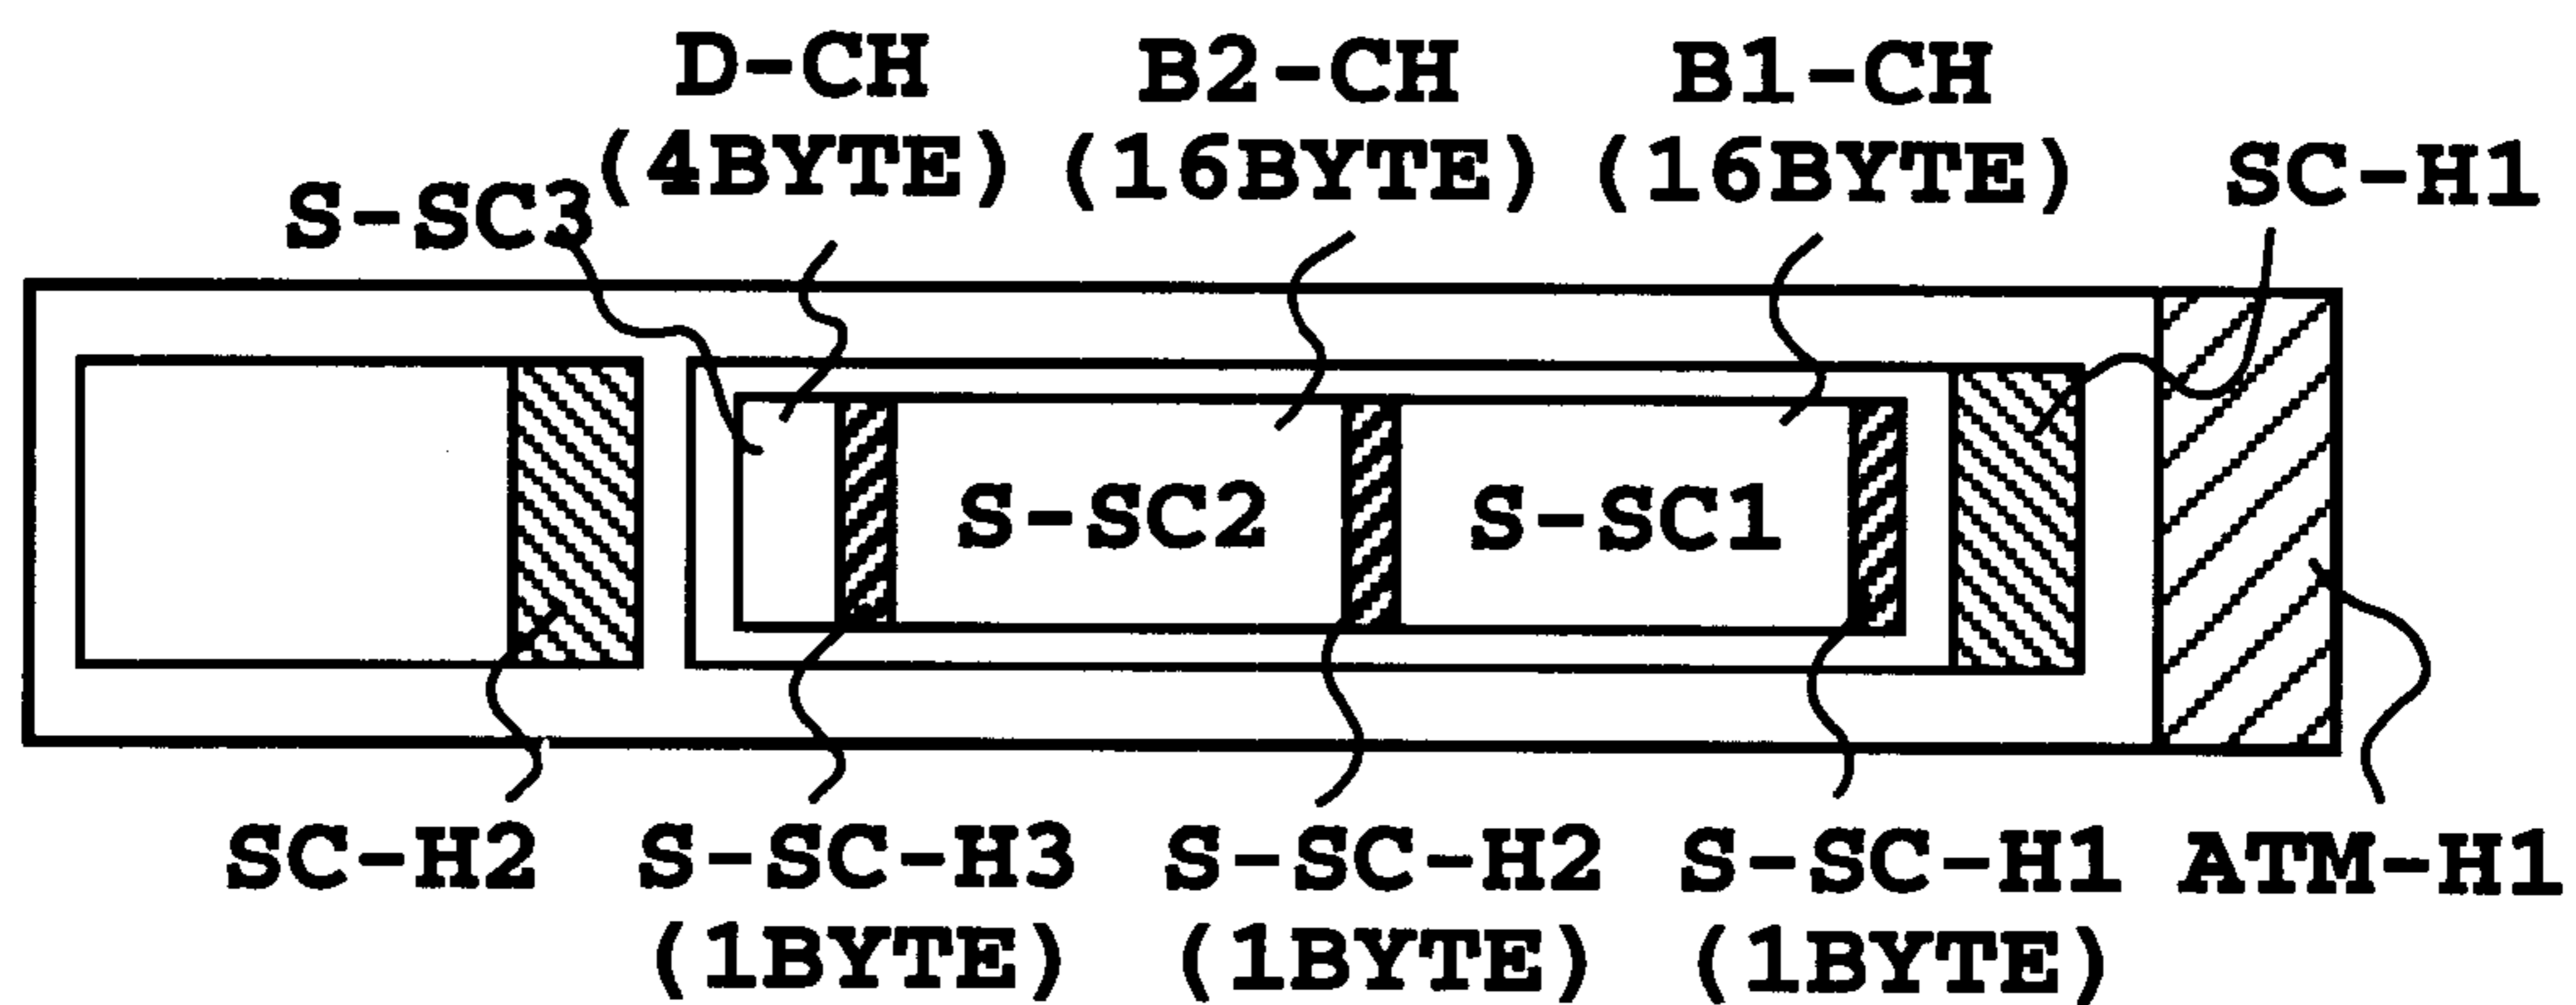 D-CH
(4BYTE)
B2-CH
(16BYTE)
B1-CH
(16BYTE)
SC-H1
S-SC3
S-SC2
S-SC1
SC-H2
S-SC-H3
(1BYTE)
S-SC-H2
(1BYTE)
S-SC-H1
(1BYTE)
ATM-H1